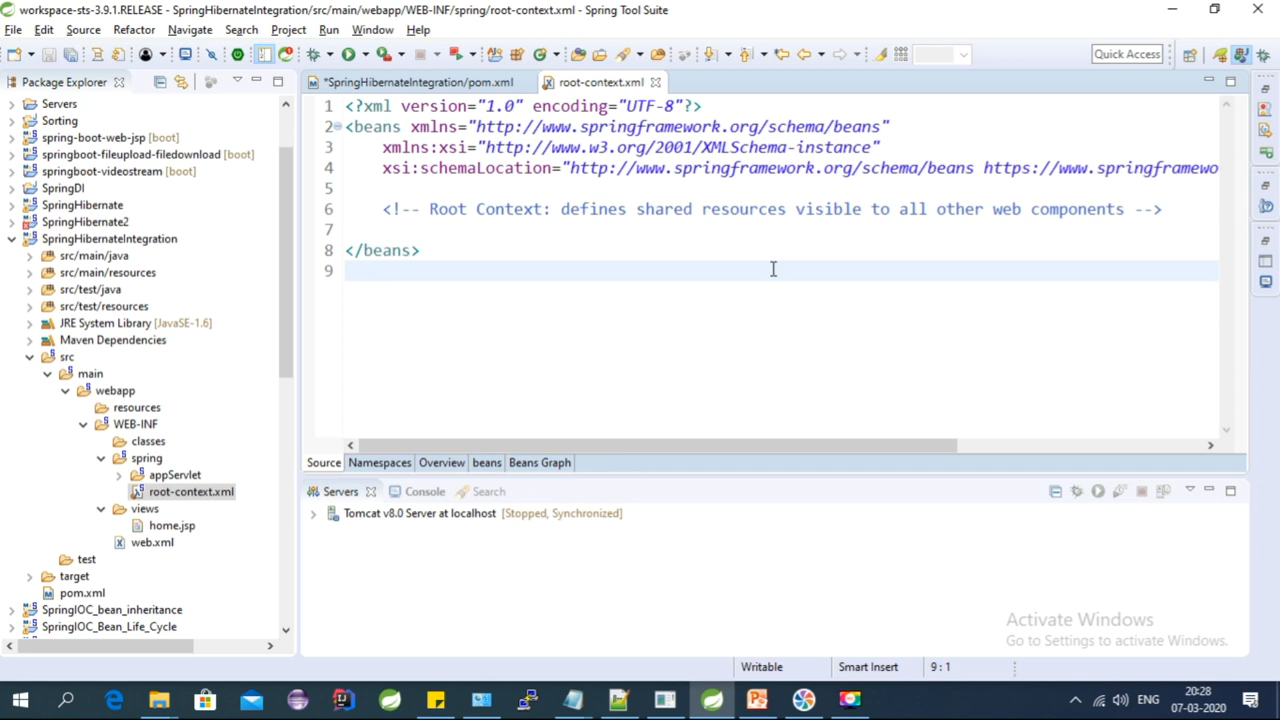 workspace-sts-3.9.1.RELEASE - SpringHibernateIntegration/src/main/webapp/WEB-INF/spring/root-context.xml - Spring Tool Suite
File Edit Source Refactor Navigate Search Project Run Window Help
Quick Access
Package Explorer
Servers
Sorting
spring-boot-web-jsp [boot]
springboot-fileupload-filedownload [boot]
springboot-videostream [boot]
SpringDI
SpringHibernate
SpringHibernate2
SpringHibernateIntegration
src/main/java
src/main/resources
src/test/java
src/test/resources
JRE System Library [JavaSE-1.6]
Maven Dependencies
src
main
webapp
resources
WEB-INF
classes
spring
appServlet
root-context.xml
views
home.jsp
web.xml
test
target
pom.xml
SpringIOC_bean_inheritance
SpringIOC_Bean_Life_Cycle
*SpringHibernateIntegration/pom.xml root-context.xml
1 <?xml version="1.0" encoding="UTF-8"?>
2 <beans xmlns="http://www.springframework.org/schema/beans"
3 xmlns:xsi="http://www.w3.org/2001/XMLSchema-instance"
4 xsi:schemaLocation="http://www.springframework.org/schema/beans https://www.springframewo
5
6 <!-- Root Context: defines shared resources visible to all other web components -->
7
8 </beans>
9
Source Namespaces Overview beans Beans Graph
Servers Console Search
Tomcat v8.0 Server at localhost [Stopped, Synchronized]
Activate Windows
Go to Settings to activate Windows.
Writable Smart Insert 9 : 1
ENG
20:28
07-03-2020